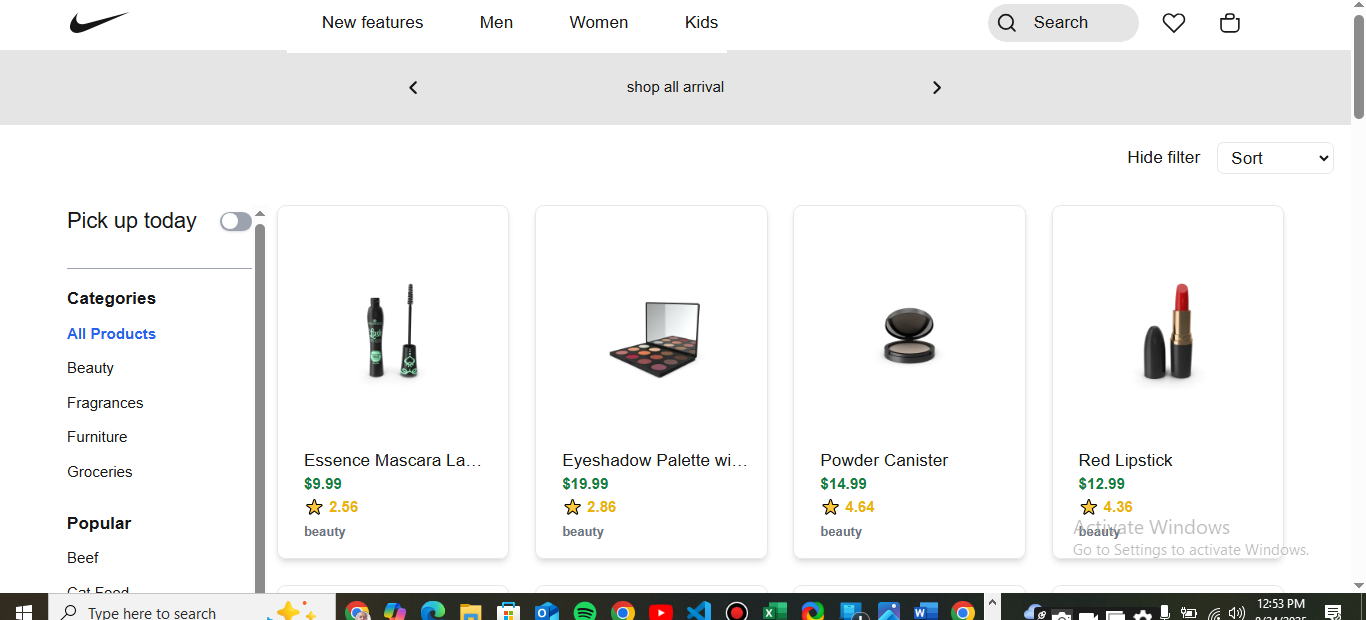 New features Men Women Kids Search
shop all arrival
Hide filter Sort
Pick up today
Categories
All Products
Beauty
Fragrances
Furniture
Groceries
Popular
Beef
Cat Food
Essence Mascara La...
$9.99
2.56
beauty
Eyeshadow Palette wi...
$19.99
2.86
beauty
Powder Canister
$14.99
4.64
beauty
Red Lipstick
$12.99
4.36
beauty
Activate Windows
Go to Settings to activate Windows.
Type here to search
12:53 PM